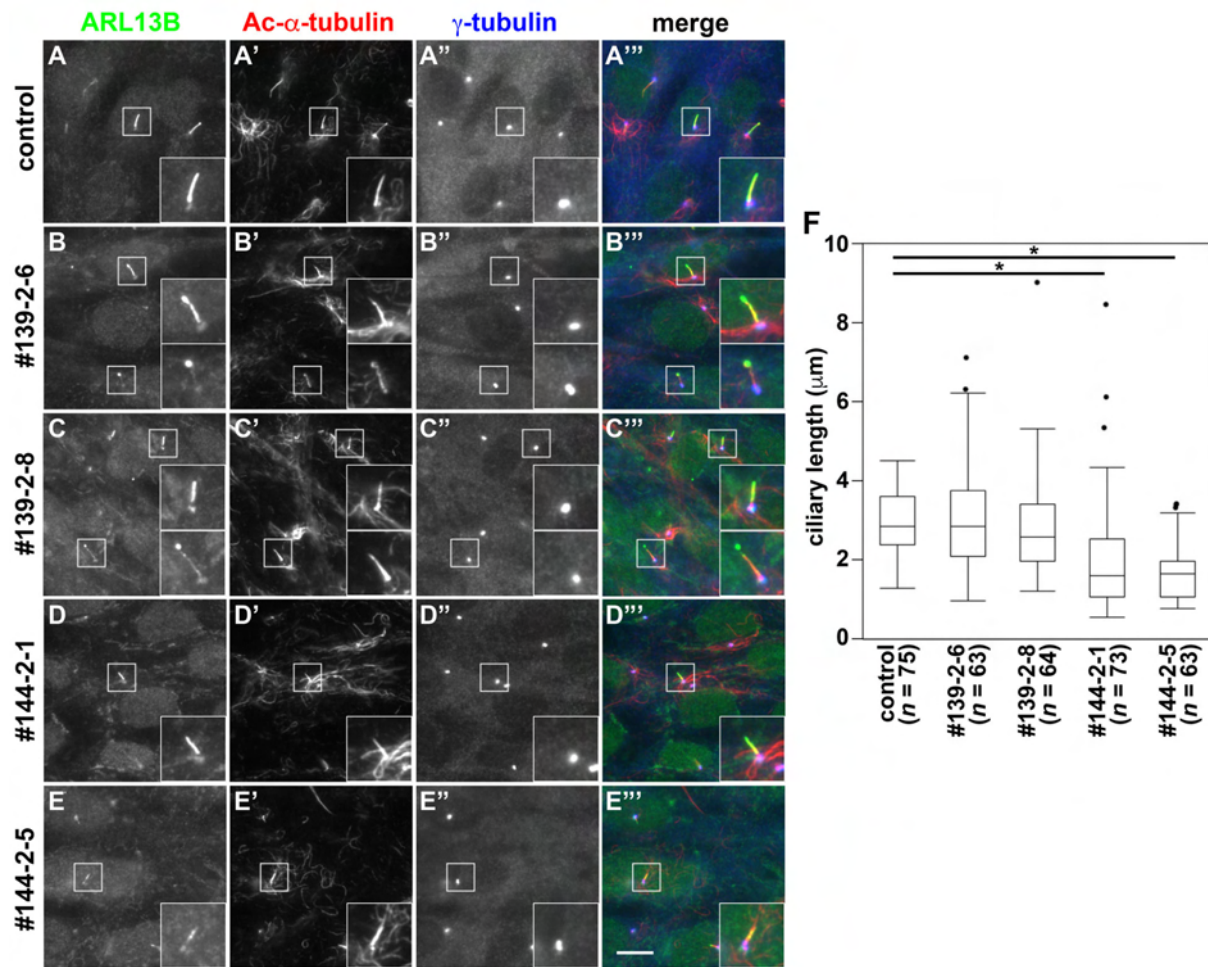 ARL13B Ac-α-tubulin γ-tubulin merge
control
A A' A'' A'''
#139-2-6
B B' B'' B'''
#139-2-8
C C' C'' C'''
#144-2-1
D D' D'' D'''
#144-2-5
E E' E'' E'''
F
ciliary length (μm)
10
8
6
4
2
0
*
*
control
(n = 75)
#139-2-6
(n = 63)
#139-2-8
(n = 64)
#144-2-1
(n = 73)
#144-2-5
(n = 63)